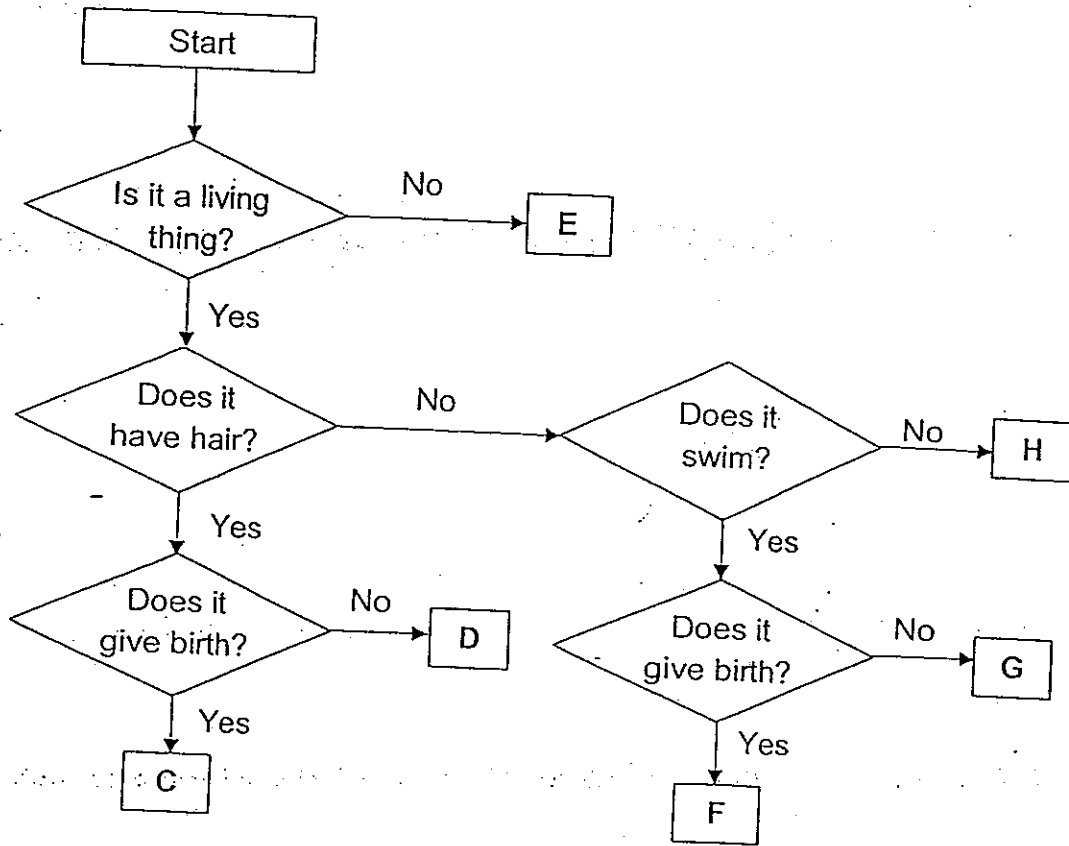 Start
Is it a living
thing?
No
E
Yes
Does it
have hair?
No
Does it
swim?
No
H
Yes
Yes
Does it
give birth?
No
D
Does it
give birth?
No
G
Yes
C
Yes
F